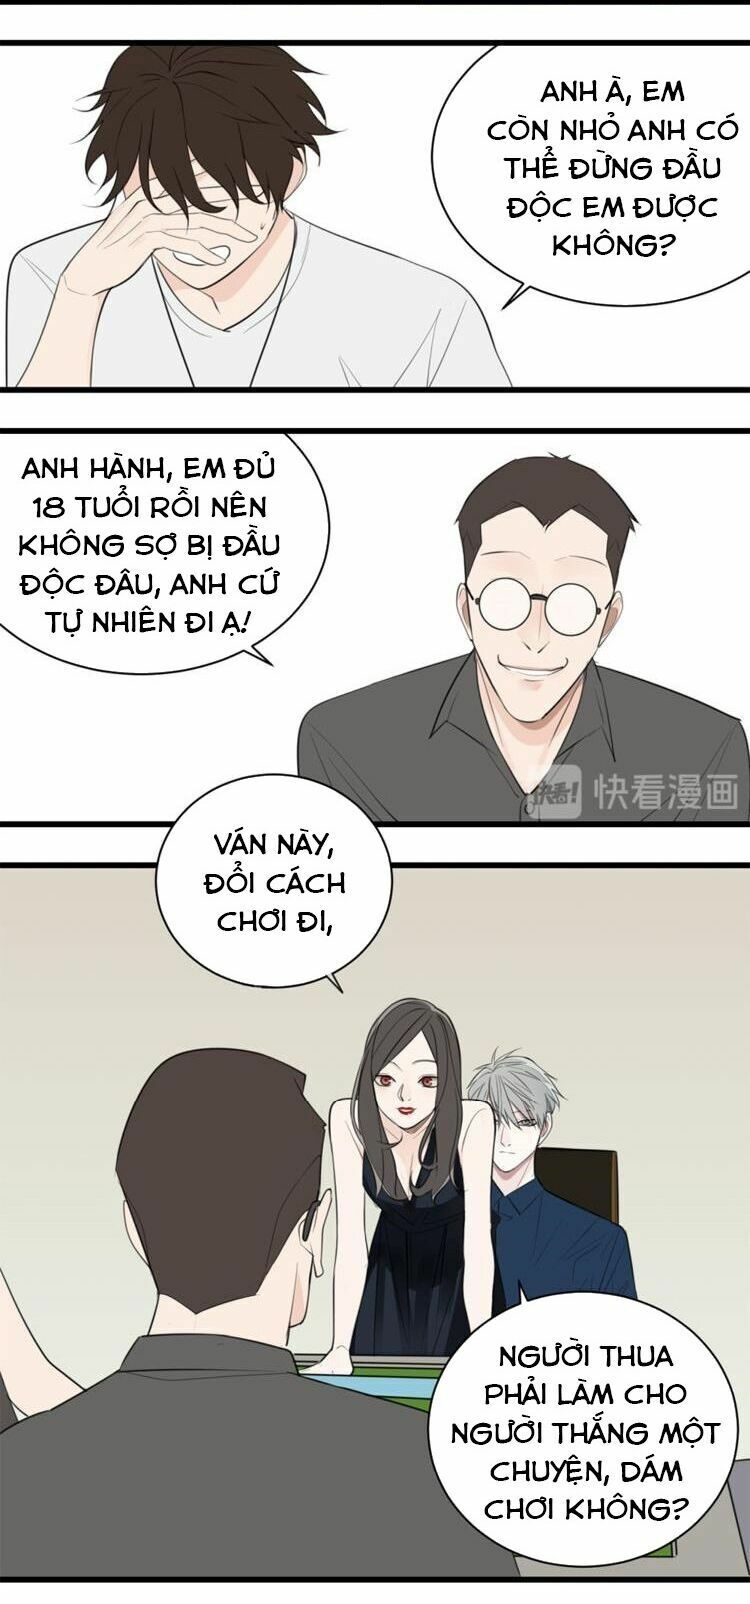 ANH À, EM
CÒN NHỎ ANH CÓ
THỂ ĐỪNG ĐẦU
ĐỘC EM ĐƯỢC
KHÔNG?
ANH HÀNH, EM ĐỦ
18 TUỔI RỒI NÊN
KHÔNG SỢ BỊ ĐẦU
ĐỘC ĐÂU, ANH CỨ
TỰ NHIÊN ĐI Ạ!
快看! 快看漫画
VÁN NÀY,
ĐỔI CÁCH
CHƠI ĐI,
NGƯỜI THUA
PHẢI LÀM CHO
NGƯỜI THẮNG MỘT
CHUYỆN, DÁM
CHƠI KHÔNG?